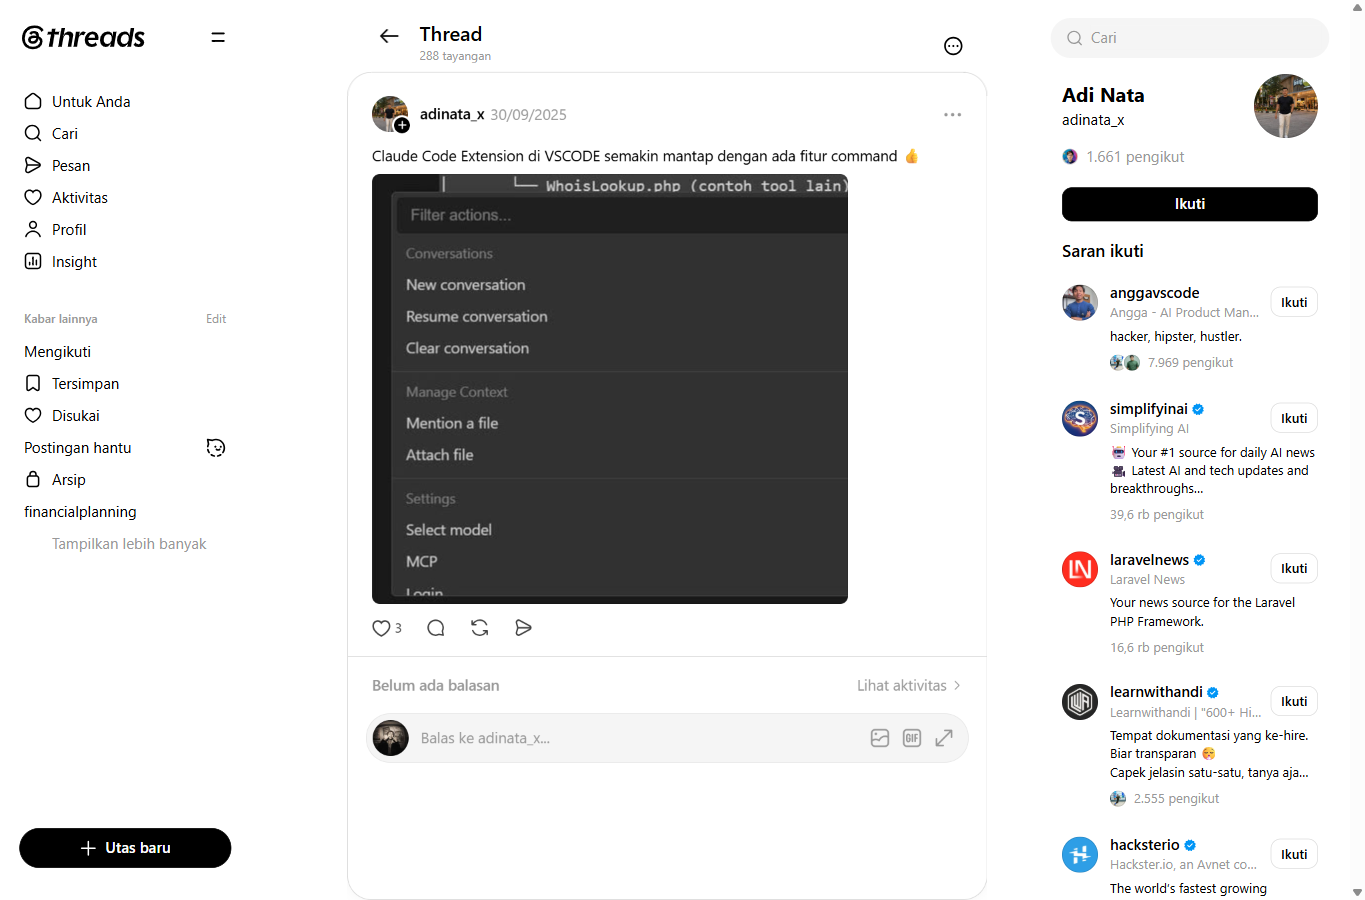 threads
Untuk Anda
Cari
Pesan
Aktivitas
Profil
Insight
Kabar lainnya
Edit
Mengikuti
Tersimpan
Disukai
Postingan hantu
Arsip
financialplanning
Tampilkan lebih banyak
Utas baru
Thread
288 tayangan
adinata_x 30/09/2025
Claude Code Extension di VSCODE semakin mantap dengan ada fitur command 👍
WhoisLookup.php (contoh tool lain)
Filter actions...
Conversations
New conversation
Resume conversation
Clear conversation
Manage Context
Mention a file
Attach file
Settings
Select model
MCP
Login
3
Belum ada balasan
Lihat aktivitas
Balas ke adinata_x...
GIF
Cari
Adi Nata
adinata_x
1.661 pengikut
Ikuti
Saran ikuti
anggavscode
Angga - AI Product Man...
Ikuti
hacker, hipster, hustler.
7.969 pengikut
simplifyinai
Simplifying AI
Ikuti
Your #1 source for daily AI news
Latest AI and tech updates and
breakthroughs...
39,6 rb pengikut
LN
laravelnews
Laravel News
Ikuti
Your news source for the Laravel
PHP Framework.
16,6 rb pengikut
learnwithandi
Learnwithandi | "600+ Hi...
Ikuti
Tempat dokumentasi yang ke-hire.
Biar transparan
Capek jelasin satu-satu, tanya aja...
2.555 pengikut
hacksterio
Hackster.io, an Avnet co...
Ikuti
The world's fastest growing